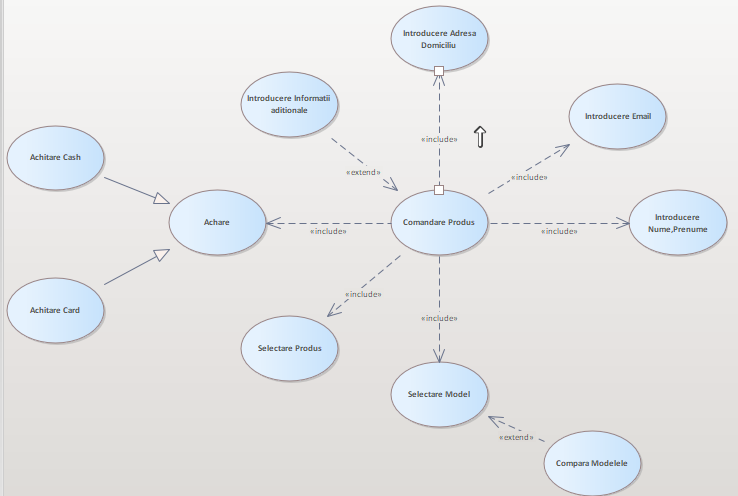 Introducere Adresa
Domiciliu
Introducere Informatii
aditionale
Introducere Email
«include»
Achitare Cash
«extend»
«include»
Achare
Comandare Produs
Introducere
Nume,Prenume
«include»
«include»
«include»
Achitare Card
«include»
Selectare Produs
Selectare Model
«extend»
Compara Modelele